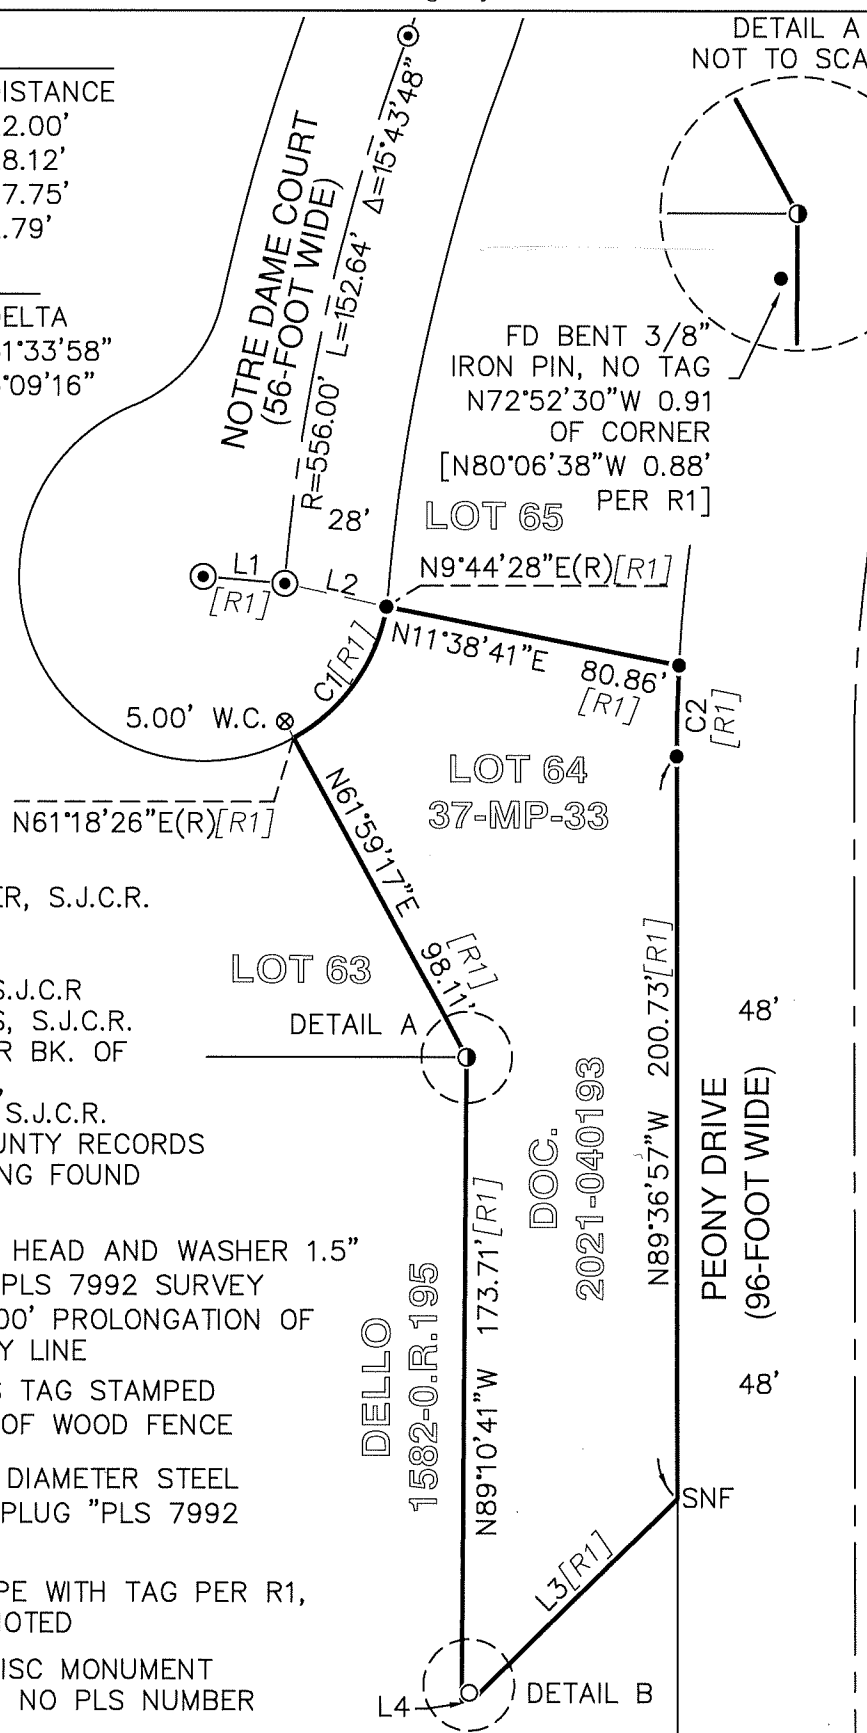 DETAIL A
NOT TO SCA
ISTANCE
2.00'
8.12'
7.75'
.79'
ELTA
1°33'58"
°09'16"
NOTRE DAME COURT
(56-FOOT WIDE)
R=556.00' L=152.64' Δ=15°43'48"
FD BENT 3/8"
IRON PIN, NO TAG
N72°52'30"W 0.91
OF CORNER
[N80°06'38"W 0.88'
PER R1]
28'
LOT 65
L1
[R1]
L2
N9°44'28"E(R)[R1]
N11°38'41"E 80.86'
[R1]
C1[R1]
C2
[R1]
5.00' W.C.
LOT 64
37-MP-33
N61°18'26"E(R)[R1]
N61°59'17"E 98.11'
[R1]
ER, S.J.C.R.
LOT 63
S.J.C.R
S, S.J.C.R.
R BK. OF
S.J.C.R.
UNTY RECORDS
NG FOUND
DETAIL A
48'
N89°36'57"W 200.73'[R1]
PEONY DRIVE
(96-FOOT WIDE)
DOC.
2021-040193
N89°10'41"W 173.71'[R1]
DELLO
1582-O.R.195
HEAD AND WASHER 1.5"
PLS 7992 SURVEY
00' PROLONGATION OF
Y LINE
S TAG STAMPED
OF WOOD FENCE
48'
DIAMETER STEEL
PLUG "PLS 7992
SNF
L3[R1]
PE WITH TAG PER R1,
NOTED
ISC MONUMENT
NO PLS NUMBER
L4
DETAIL B